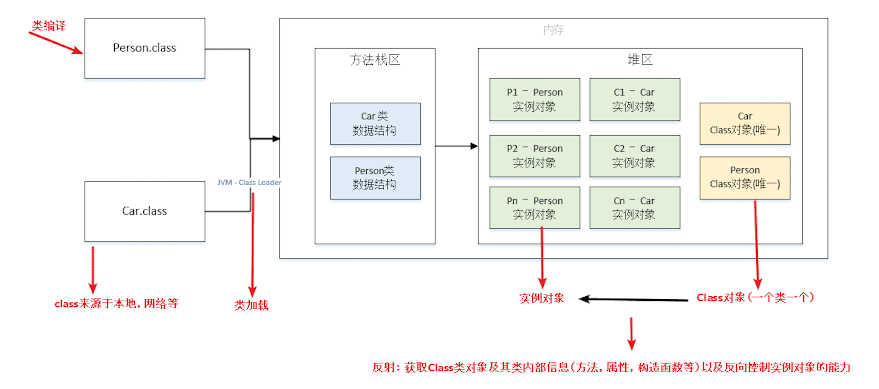 类编译
Person.class
内存
方法栈区
堆区
P1 - Person
实例对象
C1 - Car
实例对象
Car 类
数据结构
Car
Class对象(唯一)
P2 - Person
实例对象
C2 - Car
实例对象
Person类
数据结构
Person
Class对象(唯一)
JVM - Class Loader
Pn - Person
实例对象
Cn - Car
实例对象
Car.class
class来源于本地, 网络等
类加载
实例对象
Class对象(一个类一个)
反射: 获取Class类对象及其类内部信息(方法, 属性, 构造函数等)以及反向控制实例对象的能力